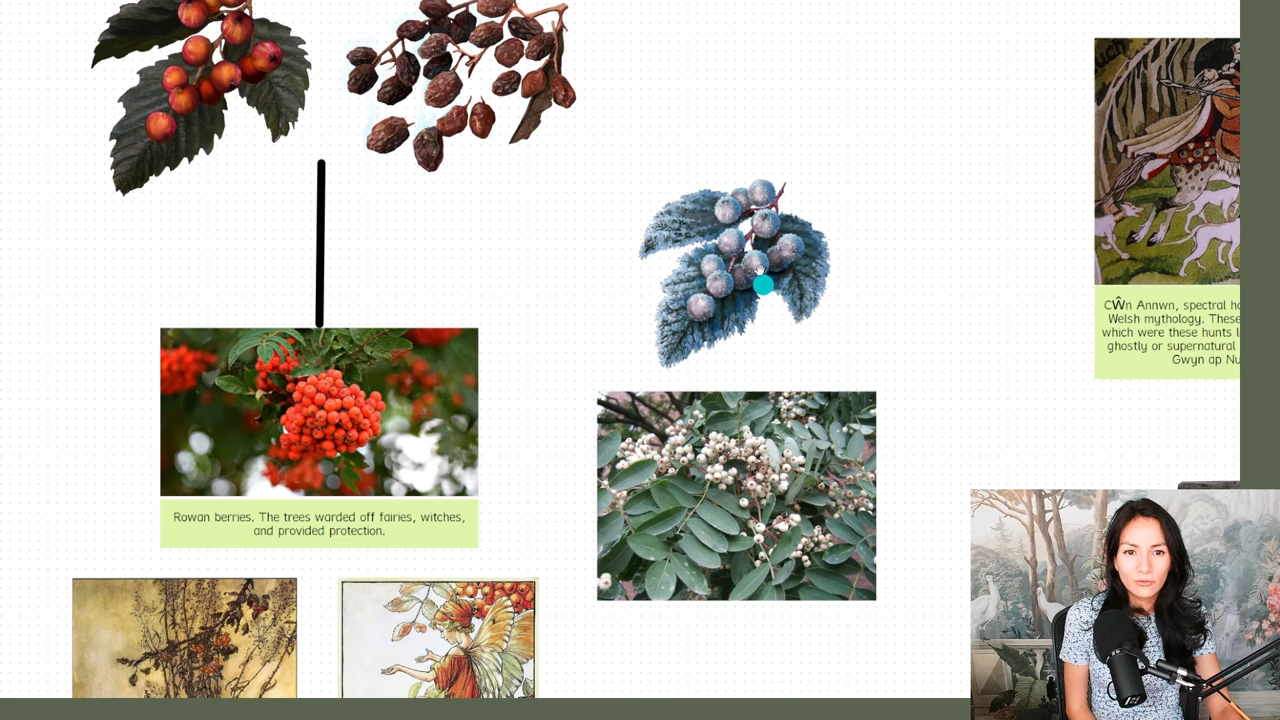 CŴn Annwn, spectral
Welsh mythology. These
which were these hunts
ghostly or supernatural
Gwyn ap
Rowan berries. The trees warded off fairies, witches,
and provided protection.